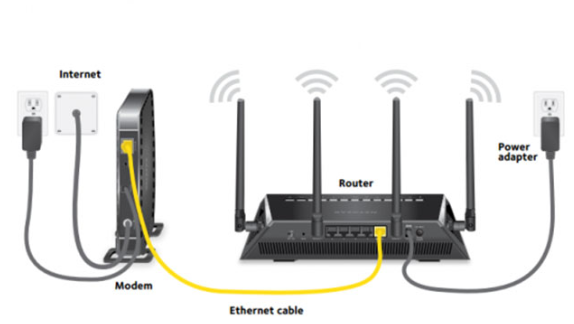 Internet
Power
adapter
Router
Modem
Ethernet cable